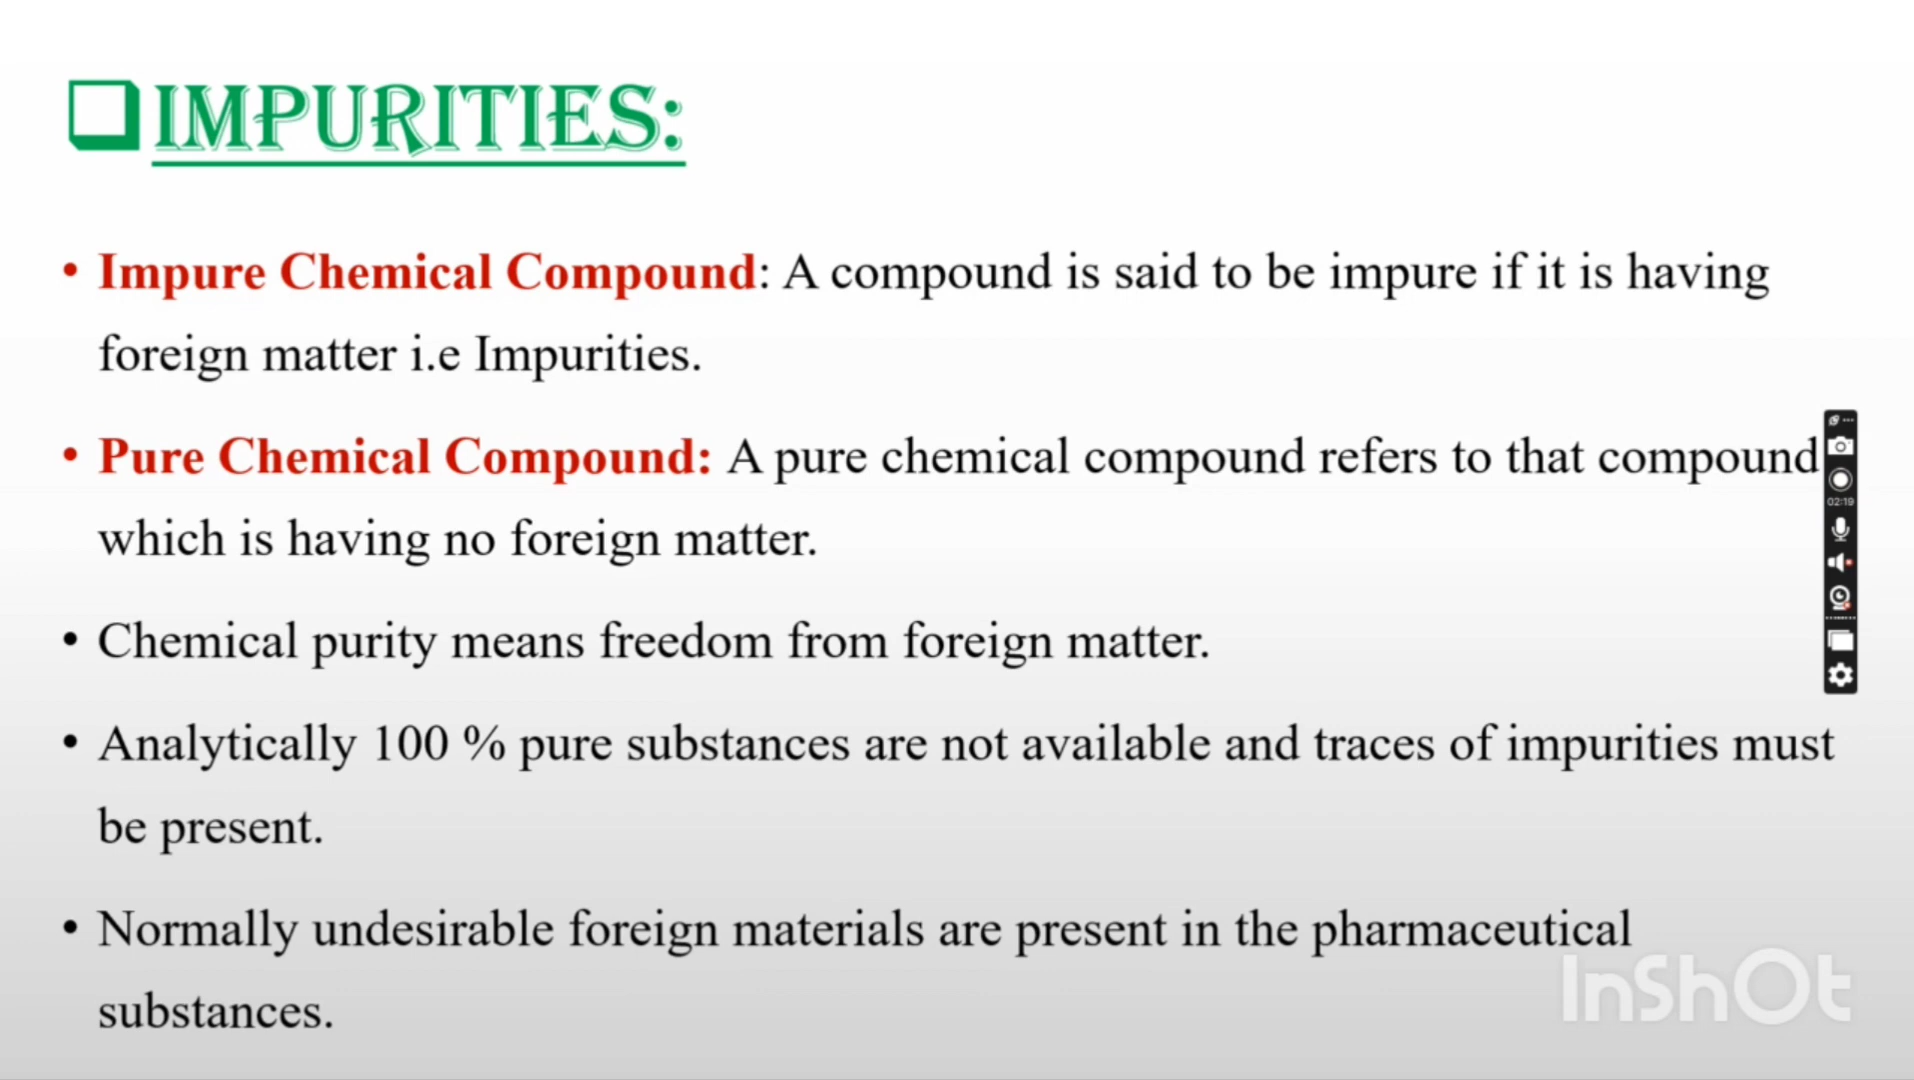 IMPURITIES:
• Impure Chemical Compound: A compound is said to be impure if it is having
foreign matter i.e Impurities.
• Pure Chemical Compound: A pure chemical compound refers to that compound
which is having no foreign matter.
02:19
• Chemical purity means freedom from foreign matter.
• Analytically 100 % pure substances are not available and traces of impurities must
be present.
• Normally undesirable foreign materials are present in the pharmaceutical
substances.
InShOt